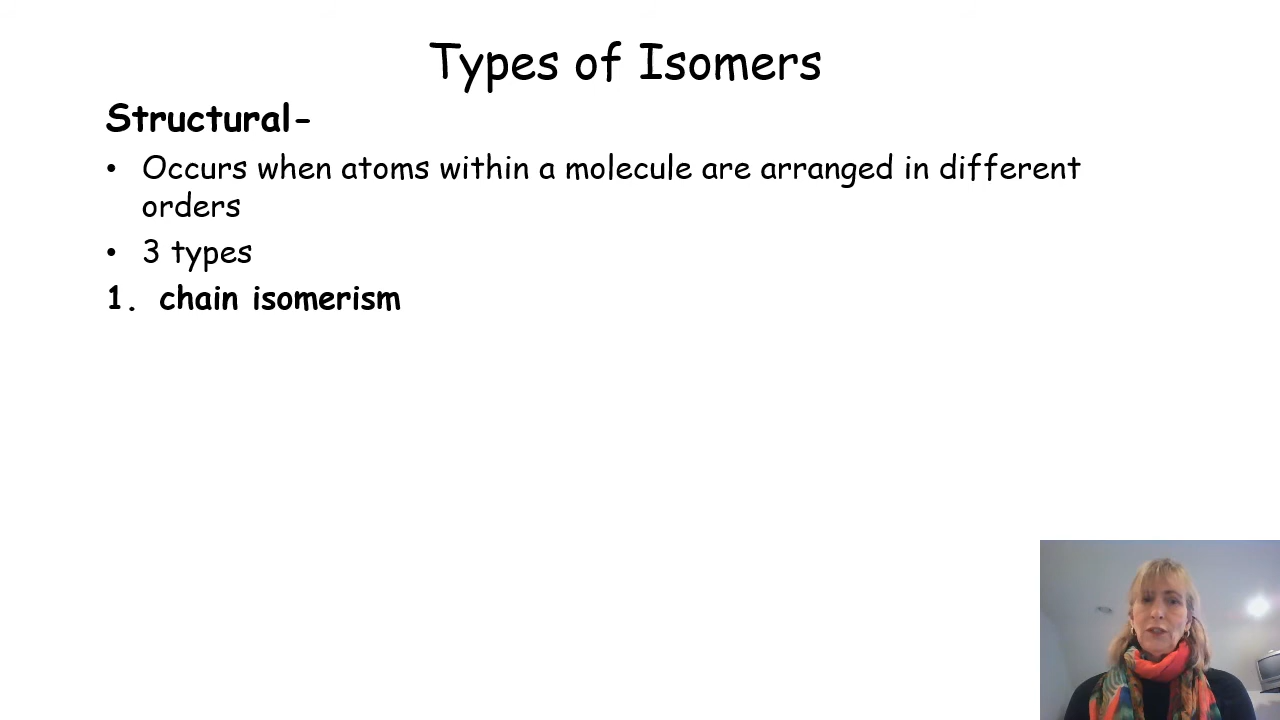 Types of Isomers
Structural-
• Occurs when atoms within a molecule are arranged in different
orders
• 3 types
1. chain isomerism